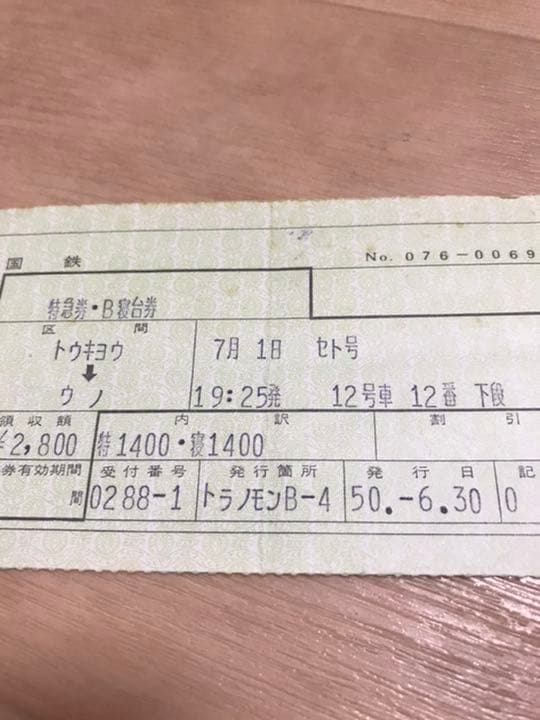 国鉄 No. 076-0069
特急券・B寝台券
区間
トウキヨウ 7月 1日 セト号
⬇
ウノ 19:25発 12号車 12番 下段
領収額 内訳 割引
¥2,800 特1400・寝1400
券有効期間 受付番号 発行箇所 発行日 記
間 0288-1 トラノモンB-4 50.-6.30 0